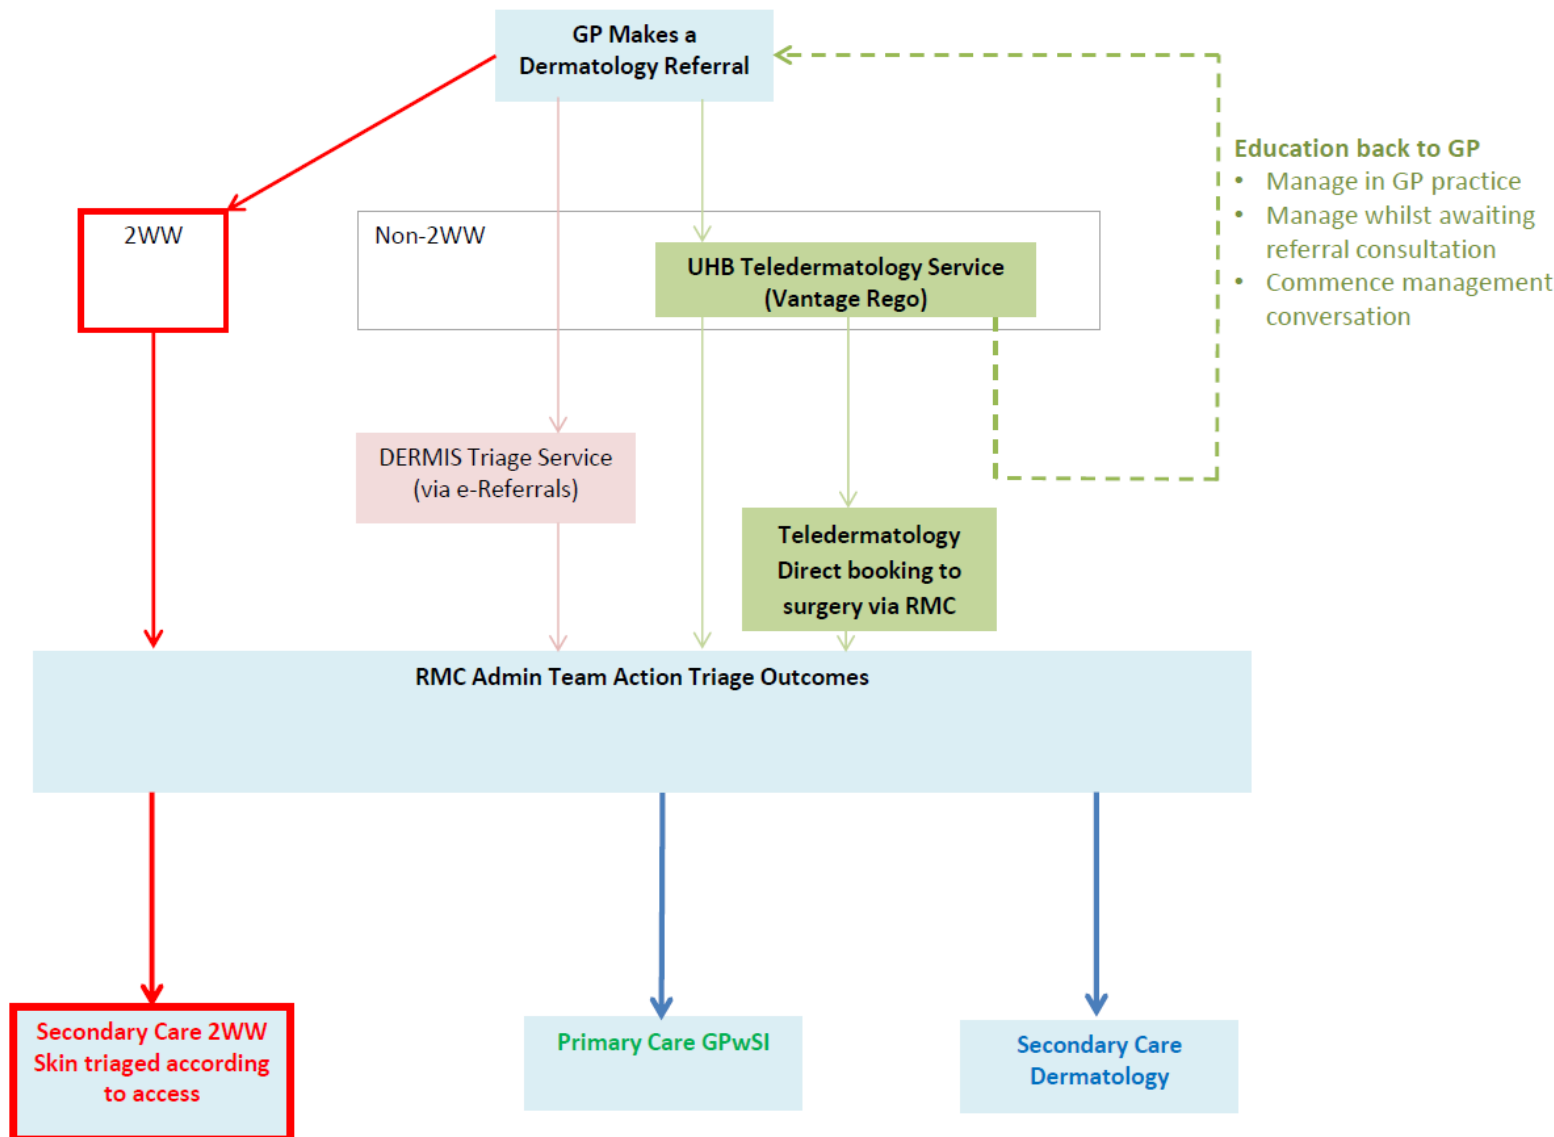 GP Makes a
Dermatology Referral
Education back to GP
• Manage in GP practice
• Manage whilst awaiting
referral consultation
• Commence management
conversation
2WW
Non-2WW
UHB Teledermatology Service
(Vantage Rego)
DERMIS Triage Service
(via e-Referrals)
Teledermatology
Direct booking to
surgery via RMC
RMC Admin Team Action Triage Outcomes
Secondary Care 2WW
Skin triaged according
to access
Primary Care GPwSI
Secondary Care
Dermatology